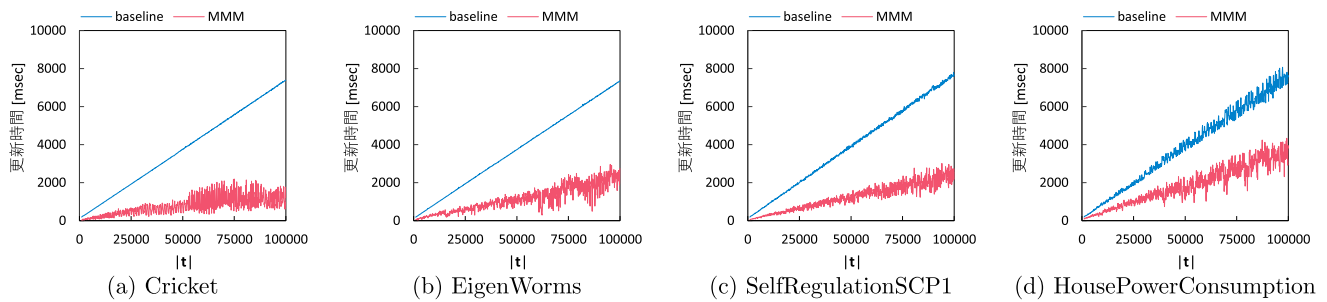 baseline MMM
更新時間 [msec]
10000
8000
6000
4000
2000
0
0 25000 50000 75000 100000
|t|
(a) Cricket
baseline MMM
更新時間 [msec]
10000
8000
6000
4000
2000
0
0 25000 50000 75000 100000
|t|
(b) EigenWorms
baseline MMM
更新時間 [msec]
10000
8000
6000
4000
2000
0
0 25000 50000 75000 100000
|t|
(c) SelfRegulationSCP1
baseline MMM
更新時間 [msec]
10000
8000
6000
4000
2000
0
0 25000 50000 75000 100000
|t|
(d) HousePowerConsumption